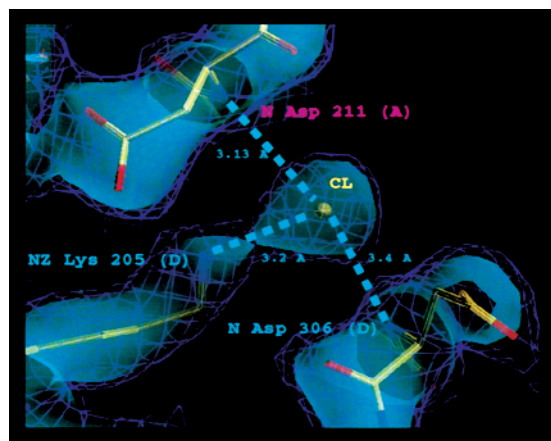 N Asp 211 (A)
3.13 A
CL
NZ Lys 205 (D)
3.2 A
3.4 A
N Asp 306 (D)